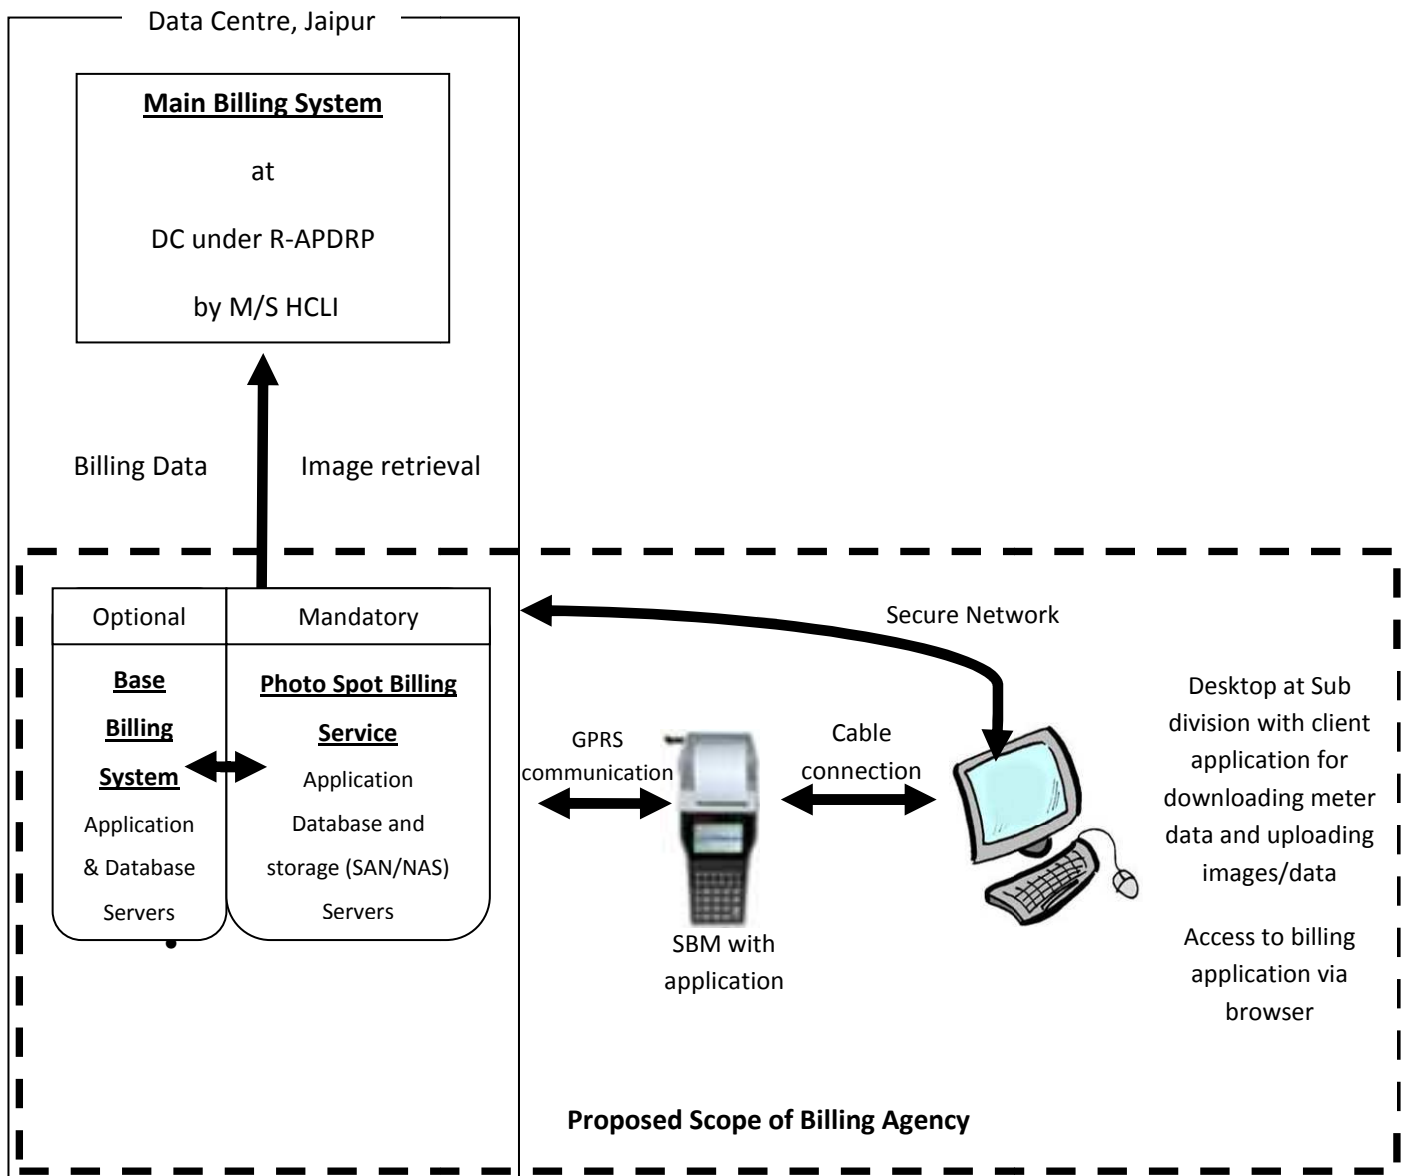 Data Centre, Jaipur
Main Billing System
at
DC under R-APDRP
by M/S HCLI
Billing Data
Image retrieval
Optional
Mandatory
Base
Billing
System
Application
& Database
Servers
Photo Spot Billing
Service
Application
Database and
storage (SAN/NAS)
Servers
Secure Network
GPRS
communication
SBM with
application
Cable
connection
Desktop at Sub
division with client
application for
downloading meter
data and uploading
images/data
Access to billing
application via
browser
Proposed Scope of Billing Agency